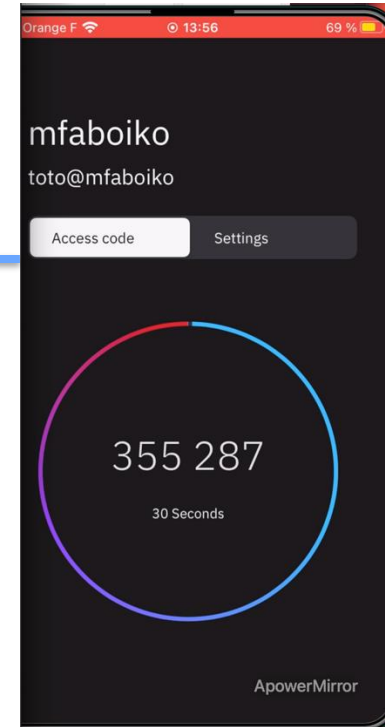 Orange F 13:56 69 %
mfaboiko
toto@mfaboiko
Access code Settings
355 287
30 Seconds
ApowerMirror